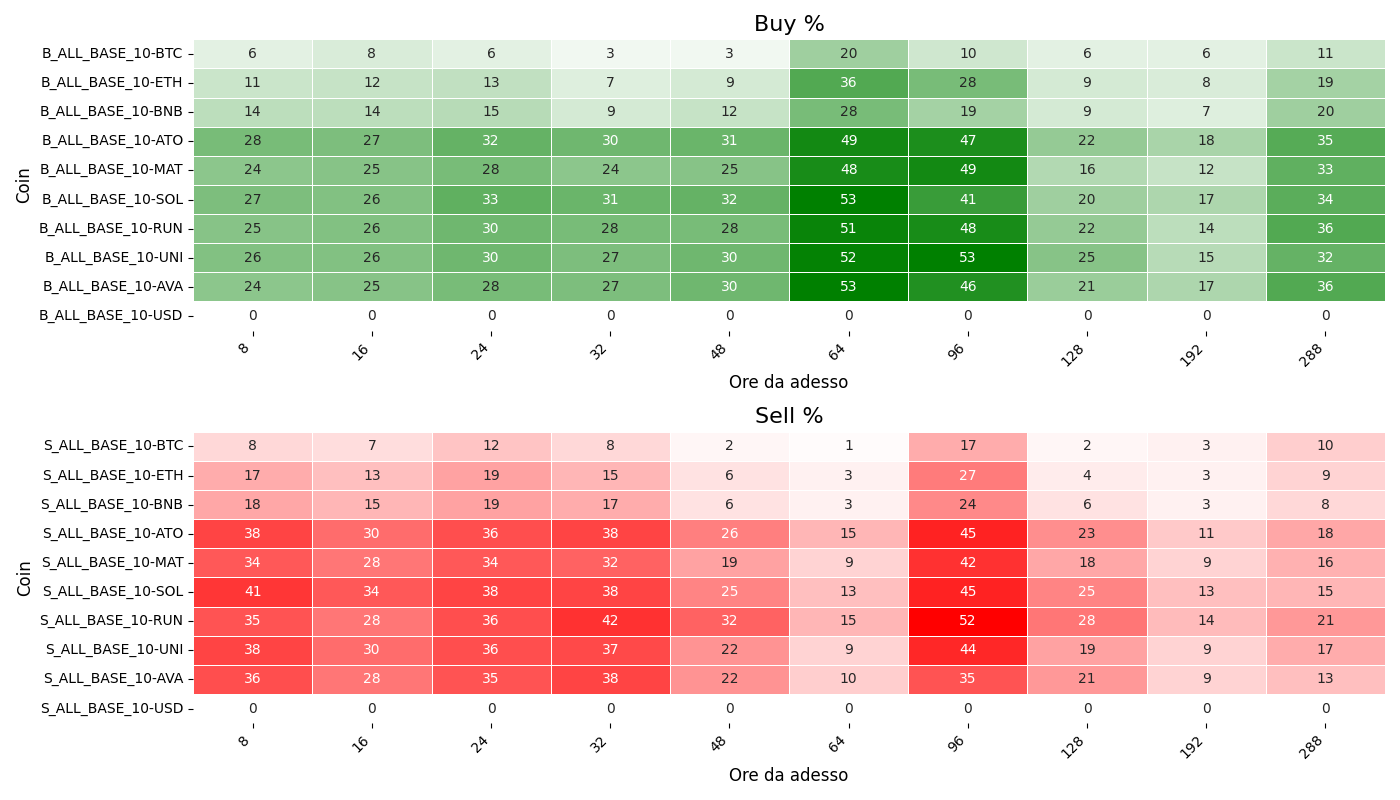 Buy %
Coin
B_ALL_BASE_10-BTC 6 8 6 3 3 20 10 6 6 11
B_ALL_BASE_10-ETH 11 12 13 7 9 36 28 9 8 19
B_ALL_BASE_10-BNB 14 14 15 9 12 28 19 9 7 20
B_ALL_BASE_10-ATO 28 27 32 30 31 49 47 22 18 35
B_ALL_BASE_10-MAT 24 25 28 24 25 48 49 16 12 33
B_ALL_BASE_10-SOL 27 26 33 31 32 53 41 20 17 34
B_ALL_BASE_10-RUN 25 26 30 28 28 51 48 22 14 36
B_ALL_BASE_10-UNI 26 26 30 27 30 52 53 25 15 32
B_ALL_BASE_10-AVA 24 25 28 27 30 53 46 21 17 36
B_ALL_BASE_10-USD 0 0 0 0 0 0 0 0 0 0
8 16 24 32 48 64 96 128 192 288
Ore da adesso
Sell %
Coin
S_ALL_BASE_10-BTC 8 7 12 8 2 1 17 2 3 10
S_ALL_BASE_10-ETH 17 13 19 15 6 3 27 4 3 9
S_ALL_BASE_10-BNB 18 15 19 17 6 3 24 6 3 8
S_ALL_BASE_10-ATO 38 30 36 38 26 15 45 23 11 18
S_ALL_BASE_10-MAT 34 28 34 32 19 9 42 18 9 16
S_ALL_BASE_10-SOL 41 34 38 38 25 13 45 25 13 15
S_ALL_BASE_10-RUN 35 28 36 42 32 15 52 28 14 21
S_ALL_BASE_10-UNI 38 30 36 37 22 9 44 19 9 17
S_ALL_BASE_10-AVA 36 28 35 38 22 10 35 21 9 13
S_ALL_BASE_10-USD 0 0 0 0 0 0 0 0 0 0
8 16 24 32 48 64 96 128 192 288
Ore da adesso